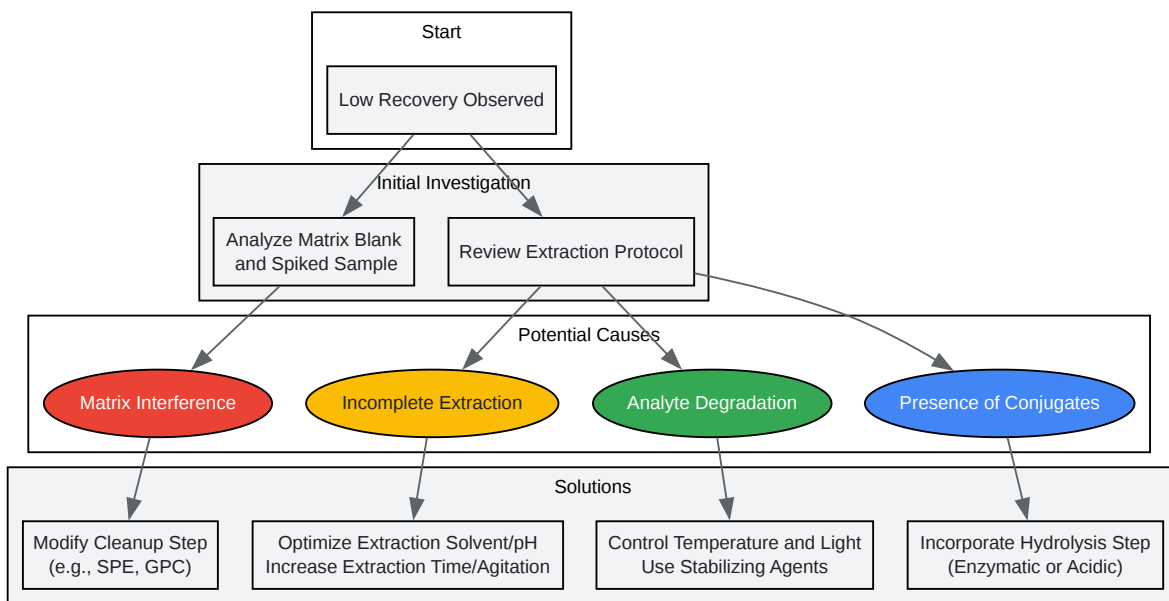 Start
Low Recovery Observed
Initial Investigation
Analyze Matrix Blank
and Spiked Sample
Review Extraction Protocol
Potential Causes
Matrix Interference
Incomplete Extraction
Analyte Degradation
Presence of Conjugates
Solutions
Modify Cleanup Step
(e.g., SPE, GPC)
Optimize Extraction Solvent/pH
Increase Extraction Time/Agitation
Control Temperature and Light
Use Stabilizing Agents
Incorporate Hydrolysis Step
(Enzymatic or Acidic)